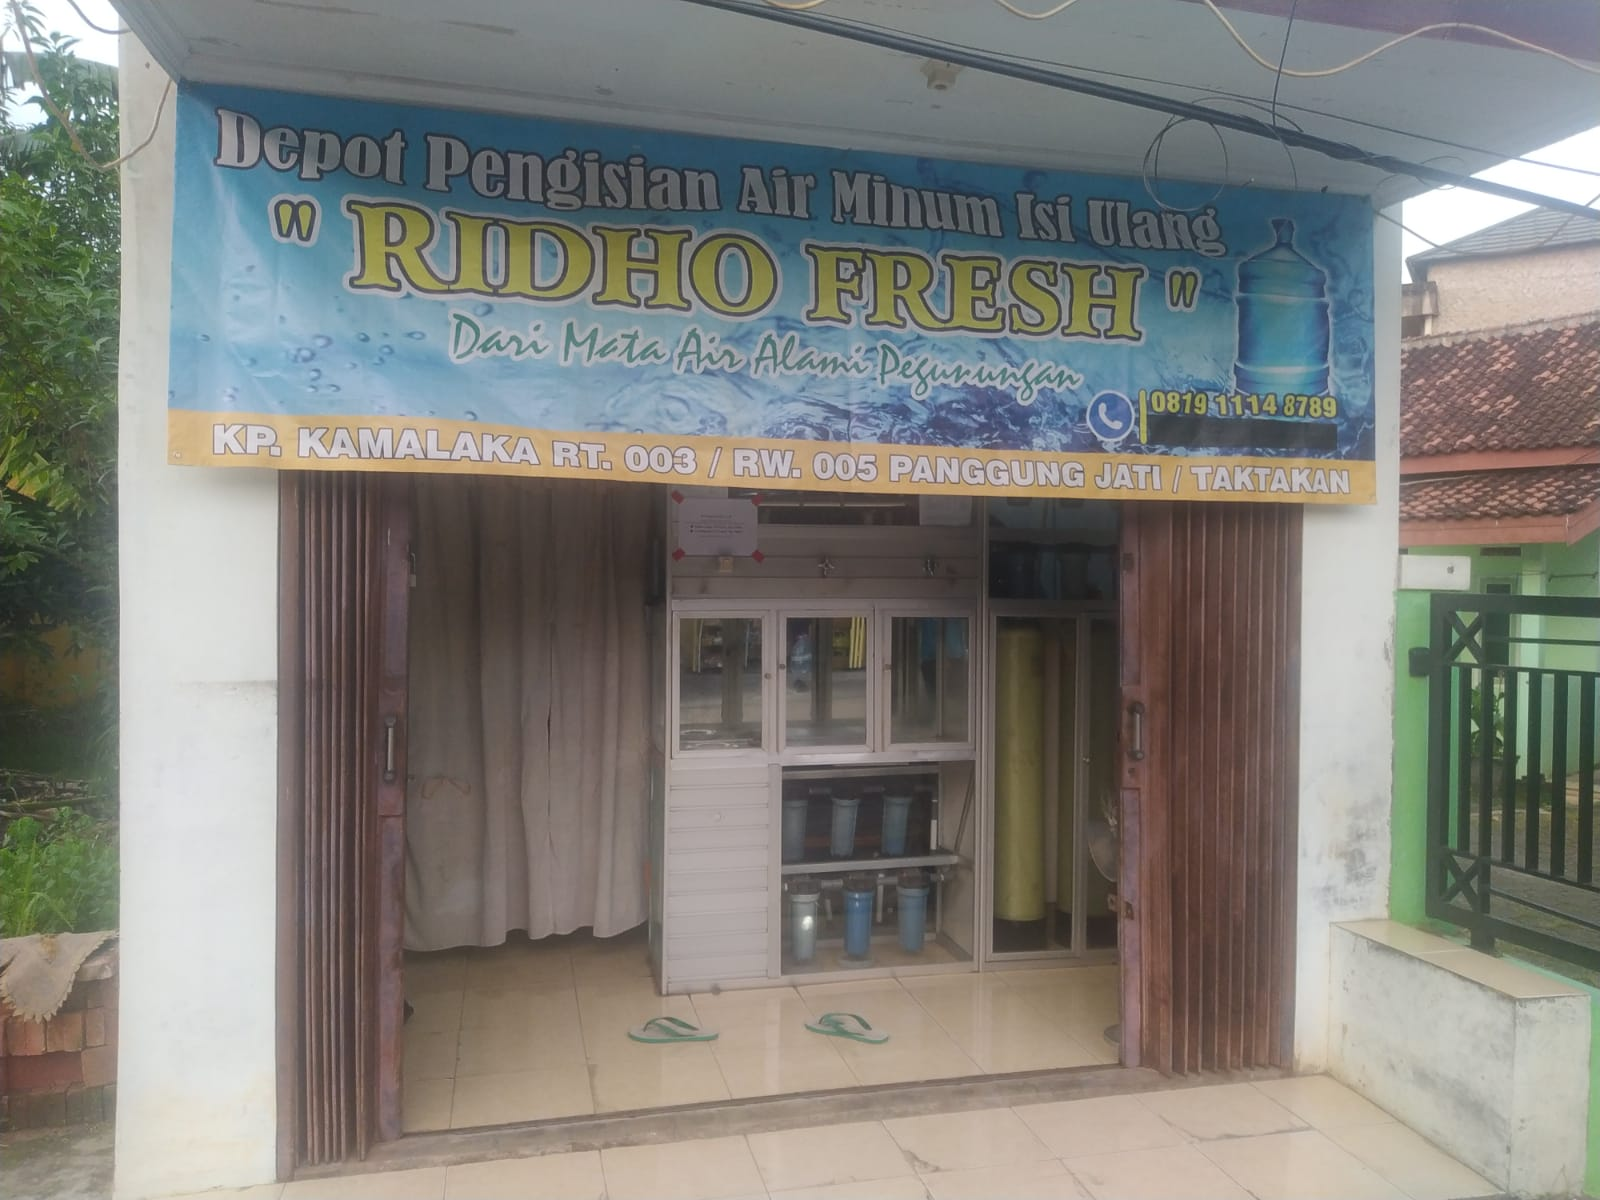 Depot Pengisian Air Minum Isi Ulang
" RIDHO FRESH "
Dari Mata Air Alami Pegunungan
0819 1114 8789
KP. KAMALAKA RT. 003 / RW. 005 PANGGUNG JATI / TAKTAKAN